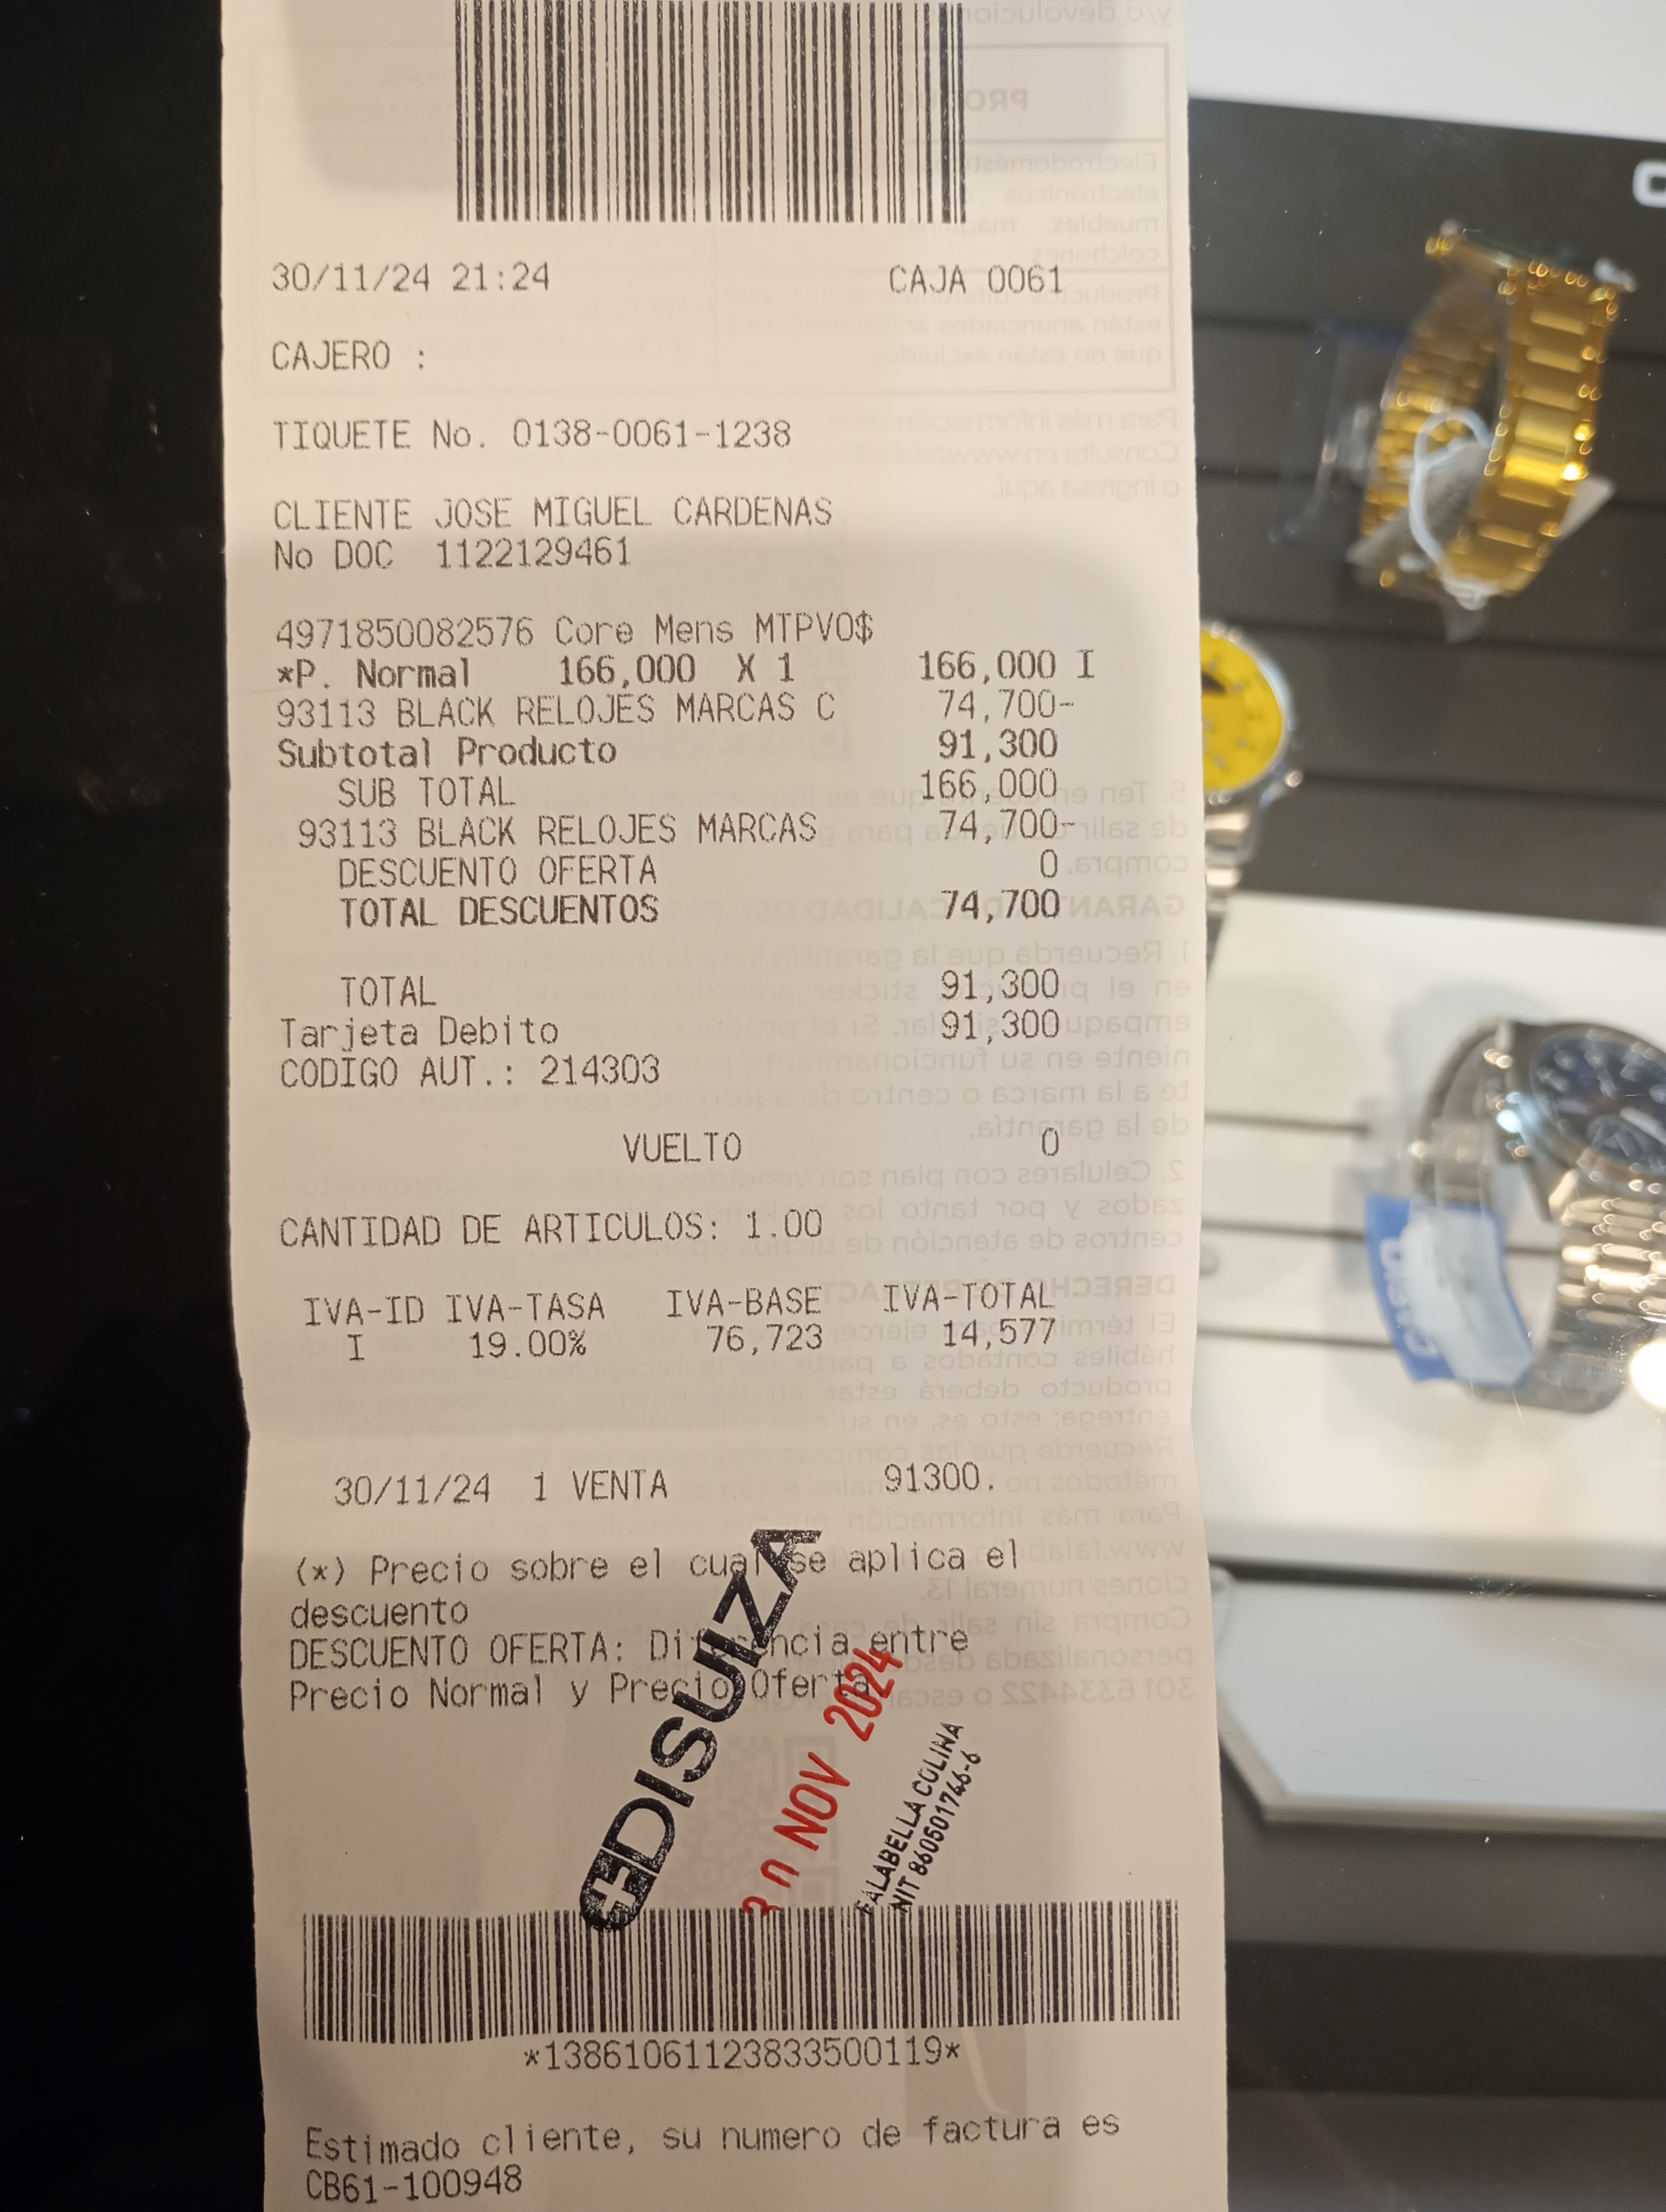 30/11/24 21:24 CAJA 0061
CAJERO :
TIQUETE No. 0138-0061-1238
CLIENTE JOSE MIGUEL CARDENAS
No DOC 1122129461
4971850082576 Core Mens MTPVO$
*P. Normal 166,000 X 1 166,000 I
93113 BLACK RELOJES MARCAS C 74,700-
Subtotal Producto 91,300
SUB TOTAL 166,000
93113 BLACK RELOJES MARCAS 74,700-
DESCUENTO OFERTA 0
TOTAL DESCUENTOS 74,700
TOTAL 91,300
Tarjeta Debito 91,300
CODIGO AUT.: 214303
VUELTO 0
CANTIDAD DE ARTICULOS: 1.00
IVA-ID IVA-TASA IVA-BASE IVA-TOTAL
I 19.00% 76,723 14,577
30/11/24 1 VENTA 91300.
(*) Precio sobre el cual se aplica el
descuento
DESCUENTO OFERTA: Diferencia entre
Precio Normal y Precio Oferta
DISUIZA
30 NOV 2024
FALABELLA COLINA
NIT 860501746-6
*13861061123833500119*
Estimado cliente, su numero de factura es
CB61-100948
CASIO